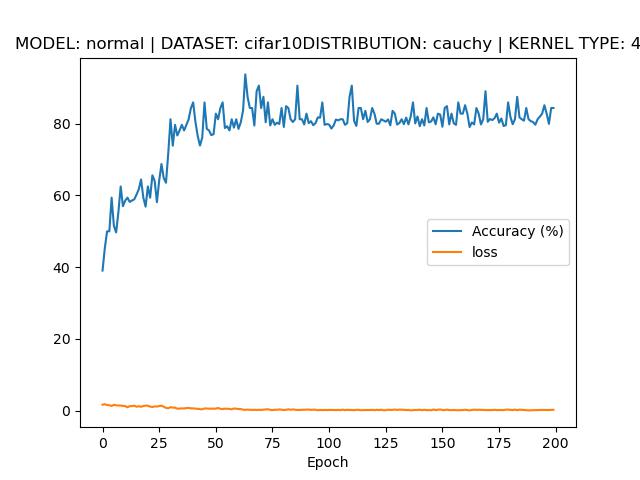 MODEL: normal | DATASET: cifar10DISTRIBUTION: cauchy | KERNEL TYPE: 4
80
60
40
20
0
Accuracy (%)
loss
0 25 50 75 100 125 150 175 200
Epoch